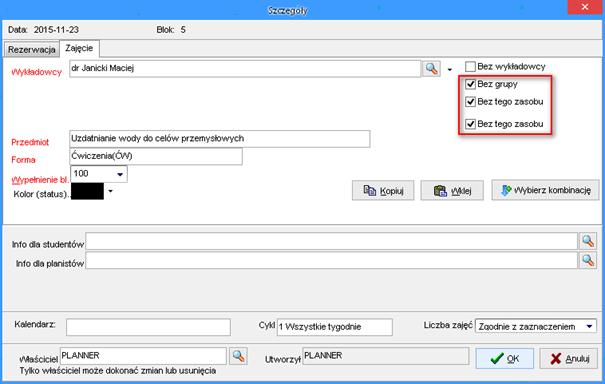 Szczegóły
Data: 2015-11-23 Blok: 5
Rezerwacja Zajęcie
Wykładowcy dr Janicki Maciej Bez wykładowcy
Bez grupy
Bez tego zasobu
Bez tego zasobu
Przedmiot Uzdatnianie wody do celów przemysłowych
Forma Ćwiczenia(ĆW)
Wypełnienie bl. 100
Kolor (status). Kopiuj Wklej Wybierz kombinację
Info dla studentów
Info dla planistów
Kalendarz: Cykl 1 Wszystkie tygodnie Liczba zajęć Zgodnie z zaznaczeniem
Właściciel PLANNER Utworzył PLANNER OK Anuluj
Tylko właściciel może dokonać zmian lub usunięcia